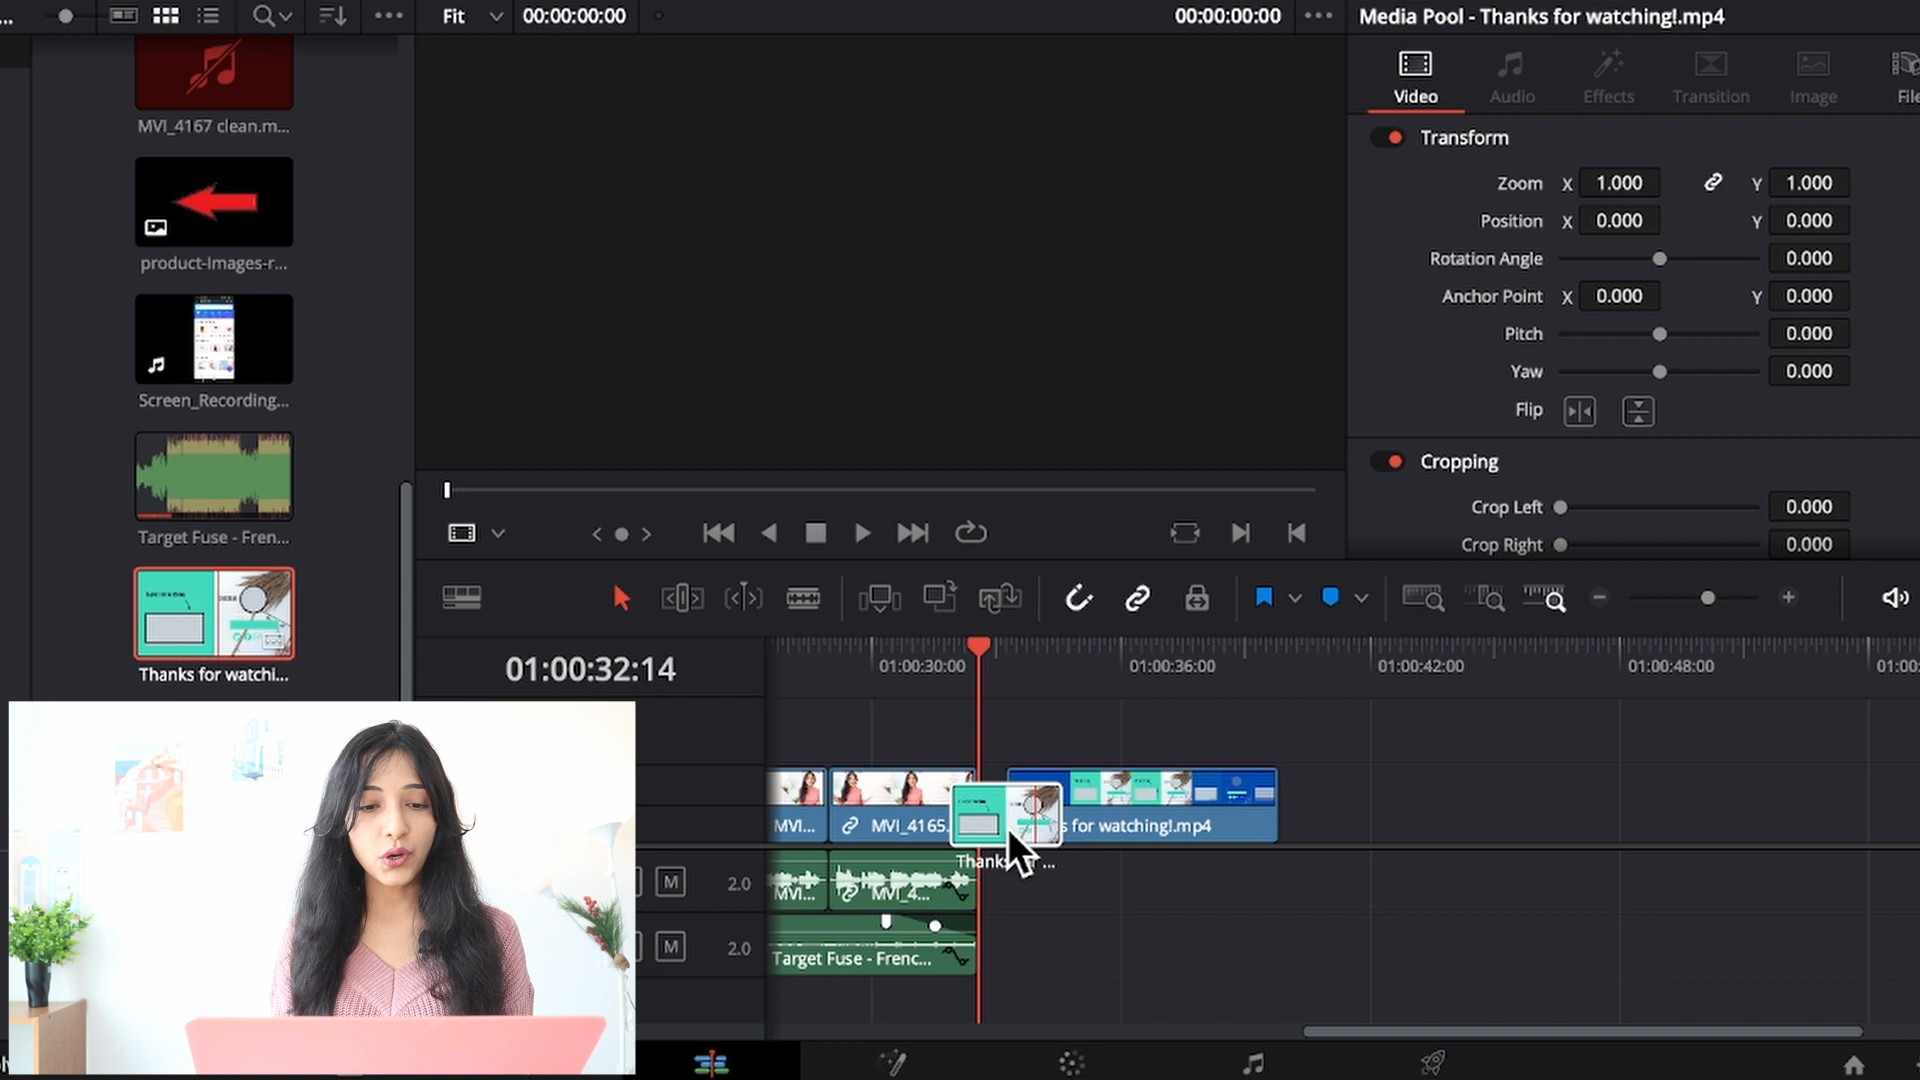 ...
Fit
00:00:00:00
00:00:00:00
Media Pool - Thanks for watching!.mp4
Video
Audio
Effects
Transition
Image
File
Transform
Zoom X 1.000 Y 1.000
Position X 0.000 Y 0.000
Rotation Angle 0.000
Anchor Point X 0.000 Y 0.000
Pitch 0.000
Yaw 0.000
Flip
Cropping
Crop Left 0.000
Crop Right 0.000
MVI_4167 clean.m...
product-Images-r...
Screen_Recording...
Target Fuse - Fren...
Thanks for watchi...
01:00:32:14
01:00:30:00
01:00:36:00
01:00:42:00
01:00:48:00
01:00:
MVI...
MVI_4165.
s for watching!.mp4
Thanks
...
M 2.0
MVI...
MVI_4...
M 2.0
Target Fuse - Frenc...